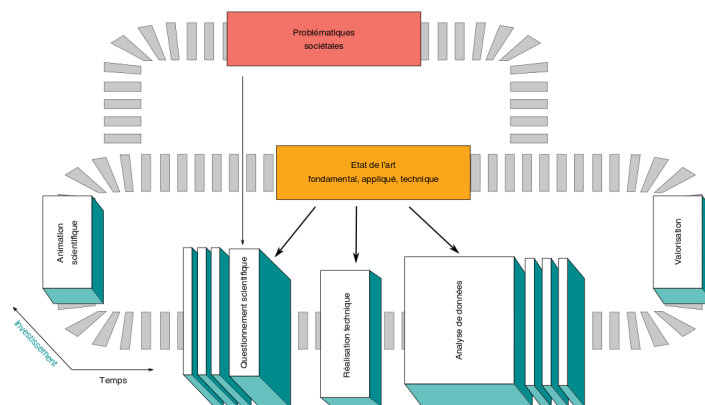 Problématiques
sociétales
Etat de l'art
fondamental, appliqué, technique
Animation
scientifique
Valorisation
Questionnement scientifique
Réalisation technique
Analyse de données
Investissement
Temps